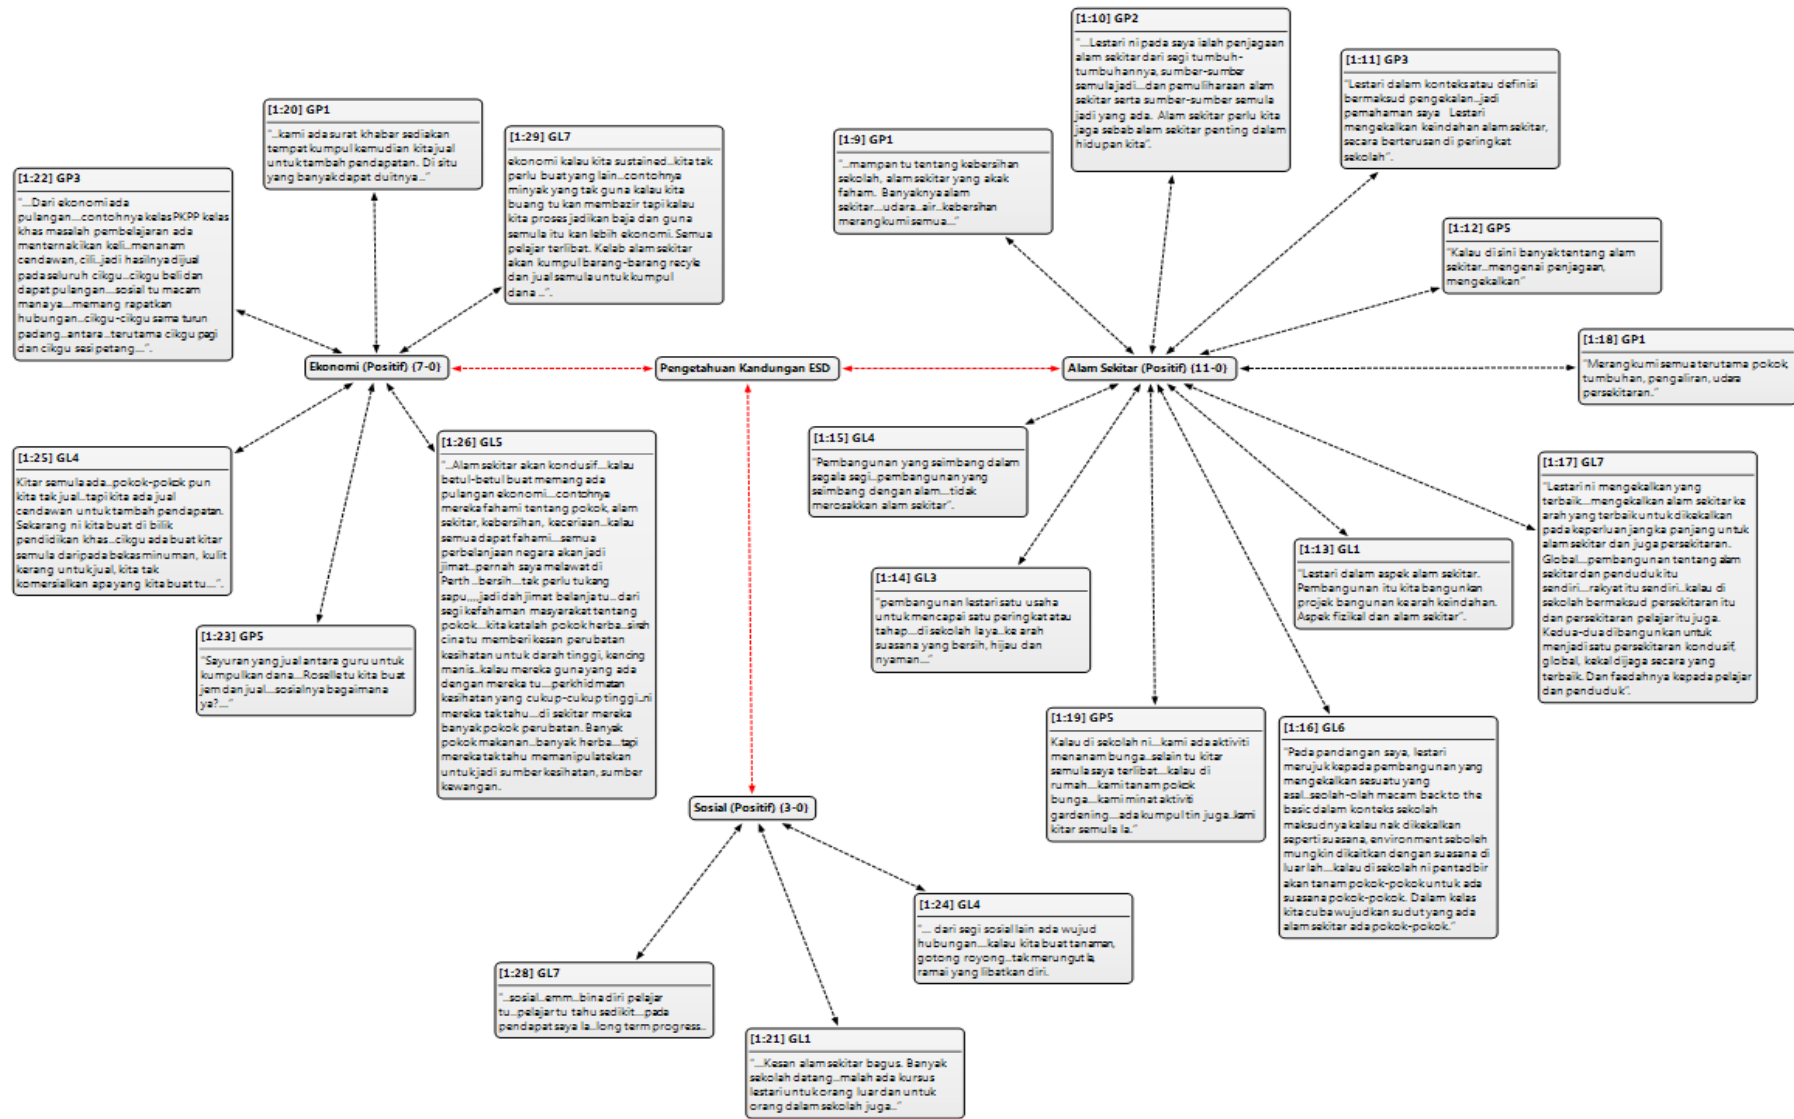 [1:10] GP2
"...Lestari ni pada saya ialah penjagaan
alam sekitar dari segi tumbuh-
tumbuhannya, sumber-sumber
semulajadi...dan pemuliharaan alam
sekitar serta sumber-sumber semula
jadi yang ada. Alam sekitar perlu kita
jaga sebab alam sekitar penting dalam
hidupan kita".
[1:11] GP3
"Lestari dalam konteks atau definisi
bermaksud pengekalan..jadi
pemahaman saya Lestari
mengekalkan keindahan alam sekitar,
secara berterusan di peringkat
sekolah".
[1:20] GP1
"..kami ada surat khabar sediakan
tempat kumpul kemudian kita jual
untuk tambah pendapatan. Di situ
yang banyak dapat duitnya .."
[1:29] GL7
ekonomi kalau kita sustained..kita tak
perlu buat yang lain..contohnya
minyak yang tak guna kalau kita
buang tu kan membazir tapi kalau
kita proses jadikan baja dan guna
semula itu kan lebih ekonomi. Semua
pelajar terlibat. Kelab alam sekitar
akan kumpul barang-barang recyle
dan jual semula untuk kumpul
dana ..".
[1:9] GP1
"...mampan tu tentang kebersihan
sekolah, alam sekitar yang akak
faham. Banyaknya alam
sekitar...udara..air..kebersihan
merangkumi semua..."
[1:22] GP3
"...Dari ekonomi ada
pulangan...contohnya kelas PKPP kelas
khas masalah pembelajaran ada
menternak ikan keli..menanam
cendawan, cili..jadi hasilnya dijual
pada seluruh cikgu...cikgu beli dan
dapat pulangan...sosial tu macam
mana ya...memang rapatkan
hubungan..cikgu-cikgu sama turun
padang..antara..terutama cikgu pagi
dan cikgu sesi petang....".
[1:12] GP5
"Kalau di sini banyak tentang alam
sekitar...mengenai penjagaan,
mengekalkan"
[1:18] GP1
"Merangkumi semua terutama pokok,
tumbuhan, pengaliran, udara
persekitaran."
Ekonomi (Positif) {7-0}
Pengetahuan Kandungan ESD
Alam Sekitar (Positif) {11-0}
[1:25] GL4
Kitar semula ada..pokok-pokok pun
kita tak jual..tapi kita ada jual
cendawan untuk tambah pendapatan.
Sekarang ni kita buat di bilik
pendidikan khas...cikgu ada buat kitar
semula daripada bekas minuman, kulit
kerang untuk jual, kita tak
komersialkan apa yang kita buat tu....".
[1:26] GL5
"..Alam sekitar akan kondusif....kalau
betul-betul buat memang ada
pulangan ekonomi....contohnya
mereka fahami tentang pokok, alam
sekitar, kebersihan, keceriaan...kalau
semua dapat fahami....semua
perbelanjaan negara akan jadi
jimat...pernah saya melawat di
Perth ..bersih....tak perlu tukang
sapu,,,,jadi dah jimat belanja tu.. dari
segi kefahaman masyarakat tentang
pokok....kita katalah pokok herba...sireh
cina tu memberi kesan perubatan
kesihatan untuk darah tinggi, kencing
manis..kalau mereka guna yang ada
dengan mereka tu....perkhidmatan
kesihatan yang cukup-cukup tinggi..ni
mereka tak tahu....di sekitar mereka
banyak pokok perubatan. Banyak
pokok makanan...banyak herba...tapi
mereka tak tahu memanipulatekan
untuk jadi sumber kesihatan, sumber
kewangan.
[1:15] GL4
"Pembangunan yang seimbang dalam
segala segi..pembangunan yang
seimbang dengan alam....tidak
merosakkan alam sekitar".
[1:17] GL7
"Lestari ni mengekalkan yang
terbaik....mengekalkan alam sekitar ke
arah yang terbaik untuk dikekalkan
pada keperluan jangka panjang untuk
alam sekitar dan juga persekitaran.
Global....pembangunan tentang alam
sekitar dan penduduk itu
sendiri....rakyat itu sendiri...kalau di
sekolah bermaksud persekitaran itu
dan persekitaran pelajar itu juga.
Kedua-dua dibangunkan untuk
menjadi satu persekitaran kondusif,
global, kekal dijaga secara yang
terbaik. Dan faedahnya kepada pelajar
dan penduduk".
[1:13] GL1
"Lestari dalam aspek alam sekitar.
Pembangunan itu kita bangunkan
projek bangunan kearah keindahan.
Aspek fizikal dan alam sekitar".
[1:14] GL3
"pembangunan lestari satu usaha
untuk mencapai satu peringkat atau
tahap....di sekolah la ya...ke arah
suasana yang bersih, hijau dan
nyaman...."
[1:23] GP5
"Sayuran yang jual antara guru untuk
kumpulkan dana....Roselle tu kita buat
jem dan jual....sosialnya bagaimana
ya?...."
[1:19] GP5
Kalau di sekolah ni....kami ada aktiviti
menanam bunga..selain tu kitar
semula saya terlibat....kalau di
rumah....kami tanam pokok
bunga....kami minat aktiviti
gardening....ada kumpul tin juga..kami
kitar semula la."
[1:16] GL6
"Pada pandangan saya, lestari
merujuk kepada pembangunan yang
mengekalkan sesuatu yang
asal..seolah-olah macam back to the
basic dalam konteks sekolah
maksudnya kalau nak dikekalkan
seperti suasana, environment seboleh
mungkin dikaitkan dengan suasana di
luar lah....kalau di sekolah ni pentadbir
akan tanam pokok-pokok untuk ada
suasana pokok-pokok. Dalam kelas
kita cuba wujudkan sudut yang ada
alam sekitar ada pokok-pokok."
Sosial (Positif) {3-0}
[1:24] GL4
".... dari segi sosial lain ada wujud
hubungan....kalau kita buat tanaman,
gotong royong...tak merungut la,
ramai yang libatkan diri.
[1:28] GL7
"..sosial..emm..bina diri pelajar
tu...pelajar tu tahu sedikit....pada
pendapat saya la..long term progress..
[1:21] GL1
"....Kesan alam sekitar bagus. Banyak
sekolah datang...malah ada kursus
lestari untuk orang luar dan untuk
orang dalam sekolah juga.."